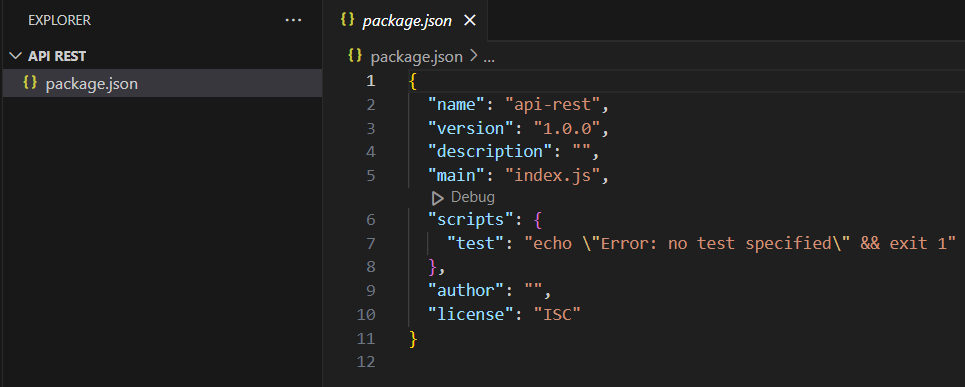 EXPLORER
···
API REST
{} package.json
{} package.json ×
{} package.json > ...
1 {
2 "name": "api-rest",
3 "version": "1.0.0",
4 "description": "",
5 "main": "index.js",
Debug
6 "scripts": {
7 "test": "echo \"Error: no test specified\" && exit 1"
8 },
9 "author": "",
10 "license": "ISC"
11 }
12